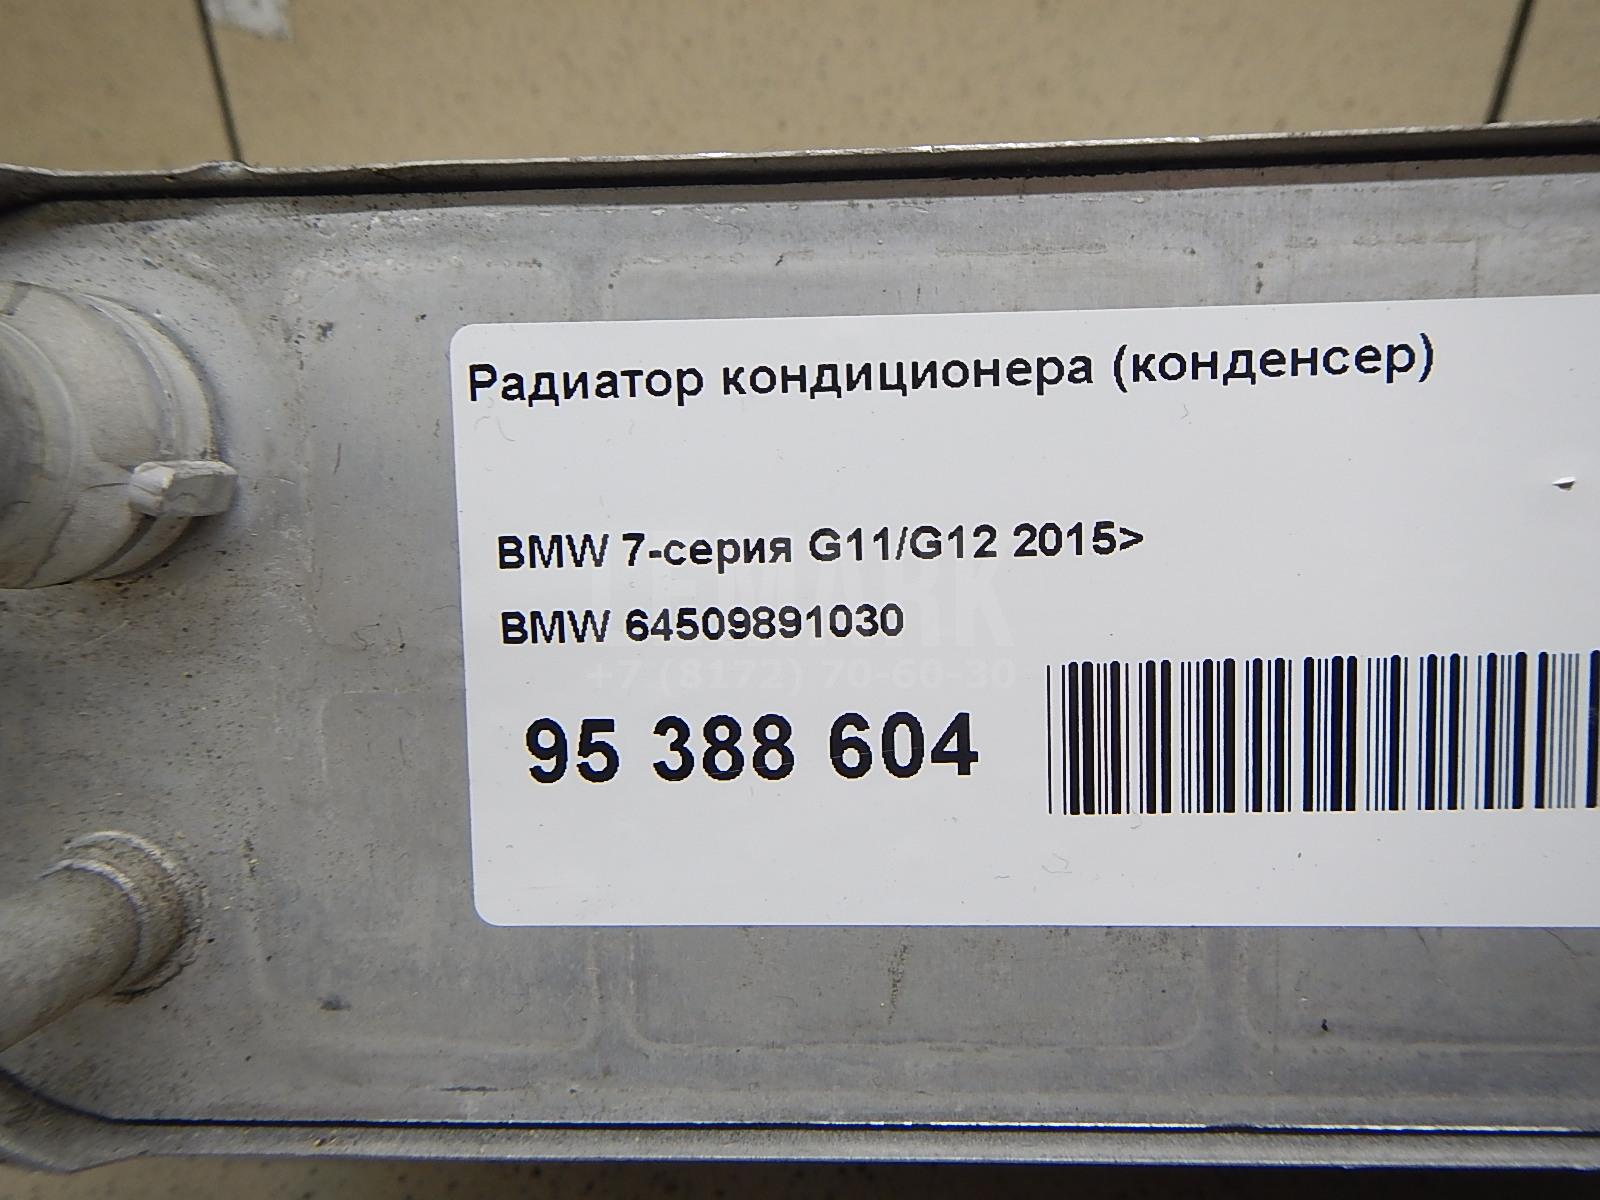 Радиатор кондиционера (конденсер)
BMW 7-серия G11/G12 2015>
BMW 64509891030
LEMARK
+7 (8172) 70-60-30
95 388 604